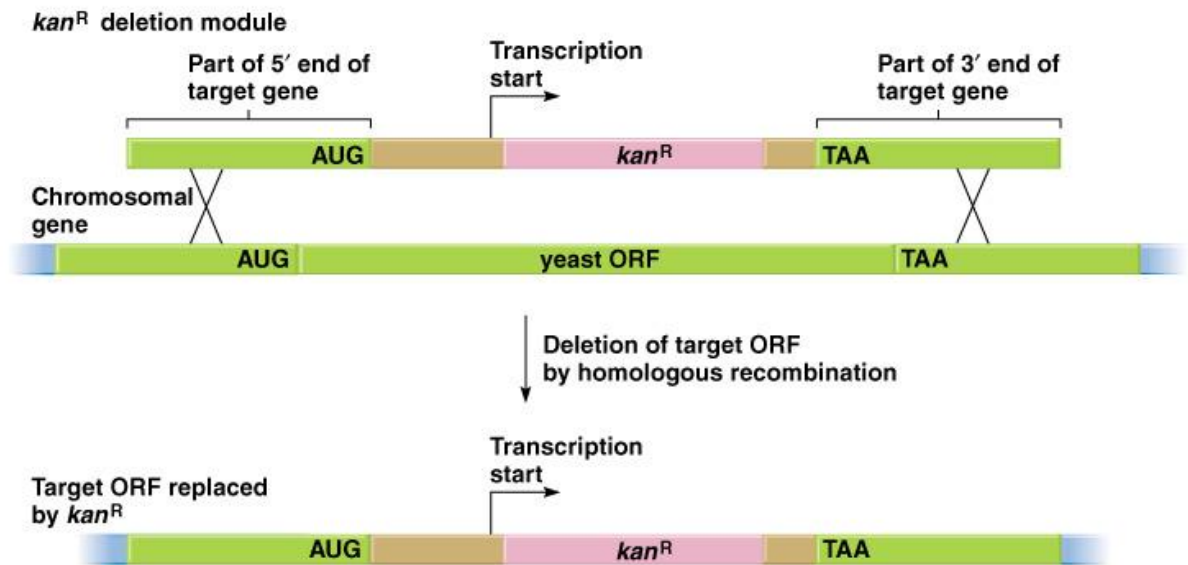 kanR deletion module
Part of 5′ end of
target gene
Transcription
start
Part of 3′ end of
target gene
AUG
kanR
TAA
Chromosomal
gene
AUG
yeast ORF
TAA
Deletion of target ORF
by homologous recombination
Transcription
start
Target ORF replaced
by kanR
AUG
kanR
TAA